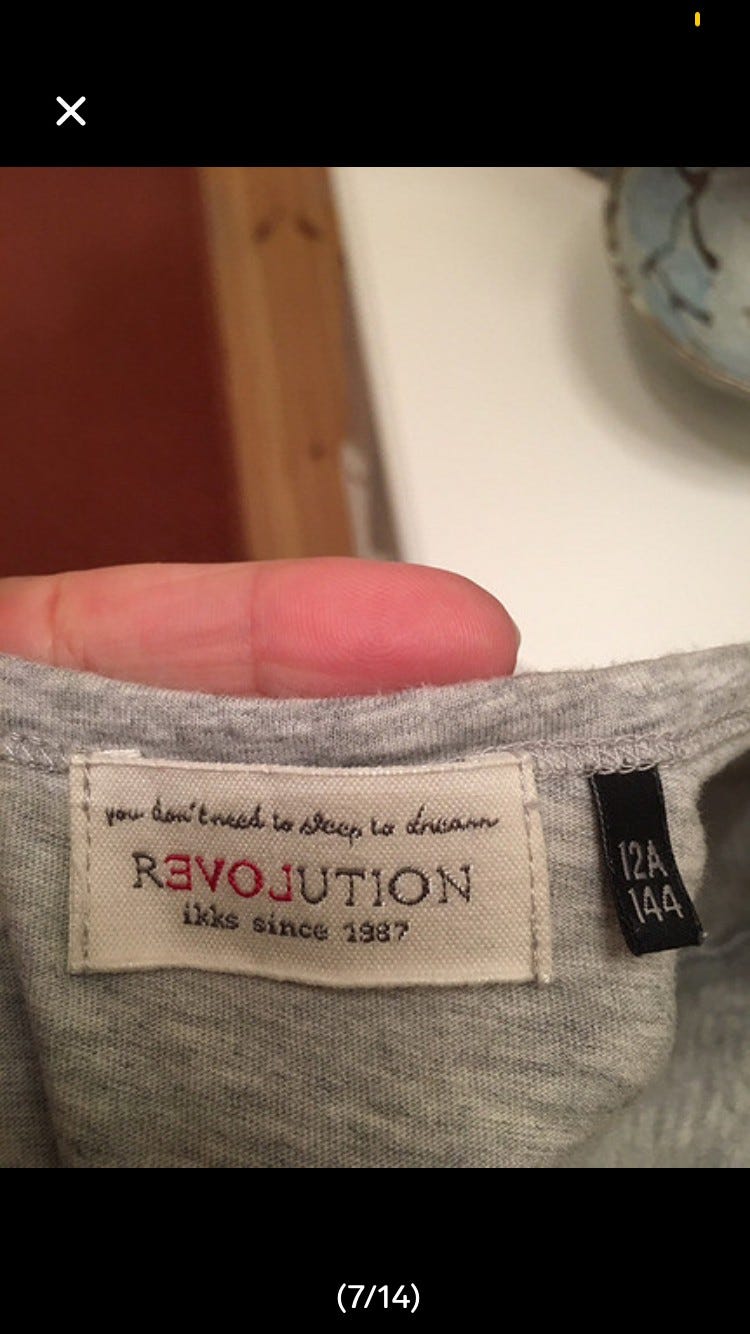 you don't need to sleep to dream
REVOLUTION
ikks since 1987
12A
144
(7/14)